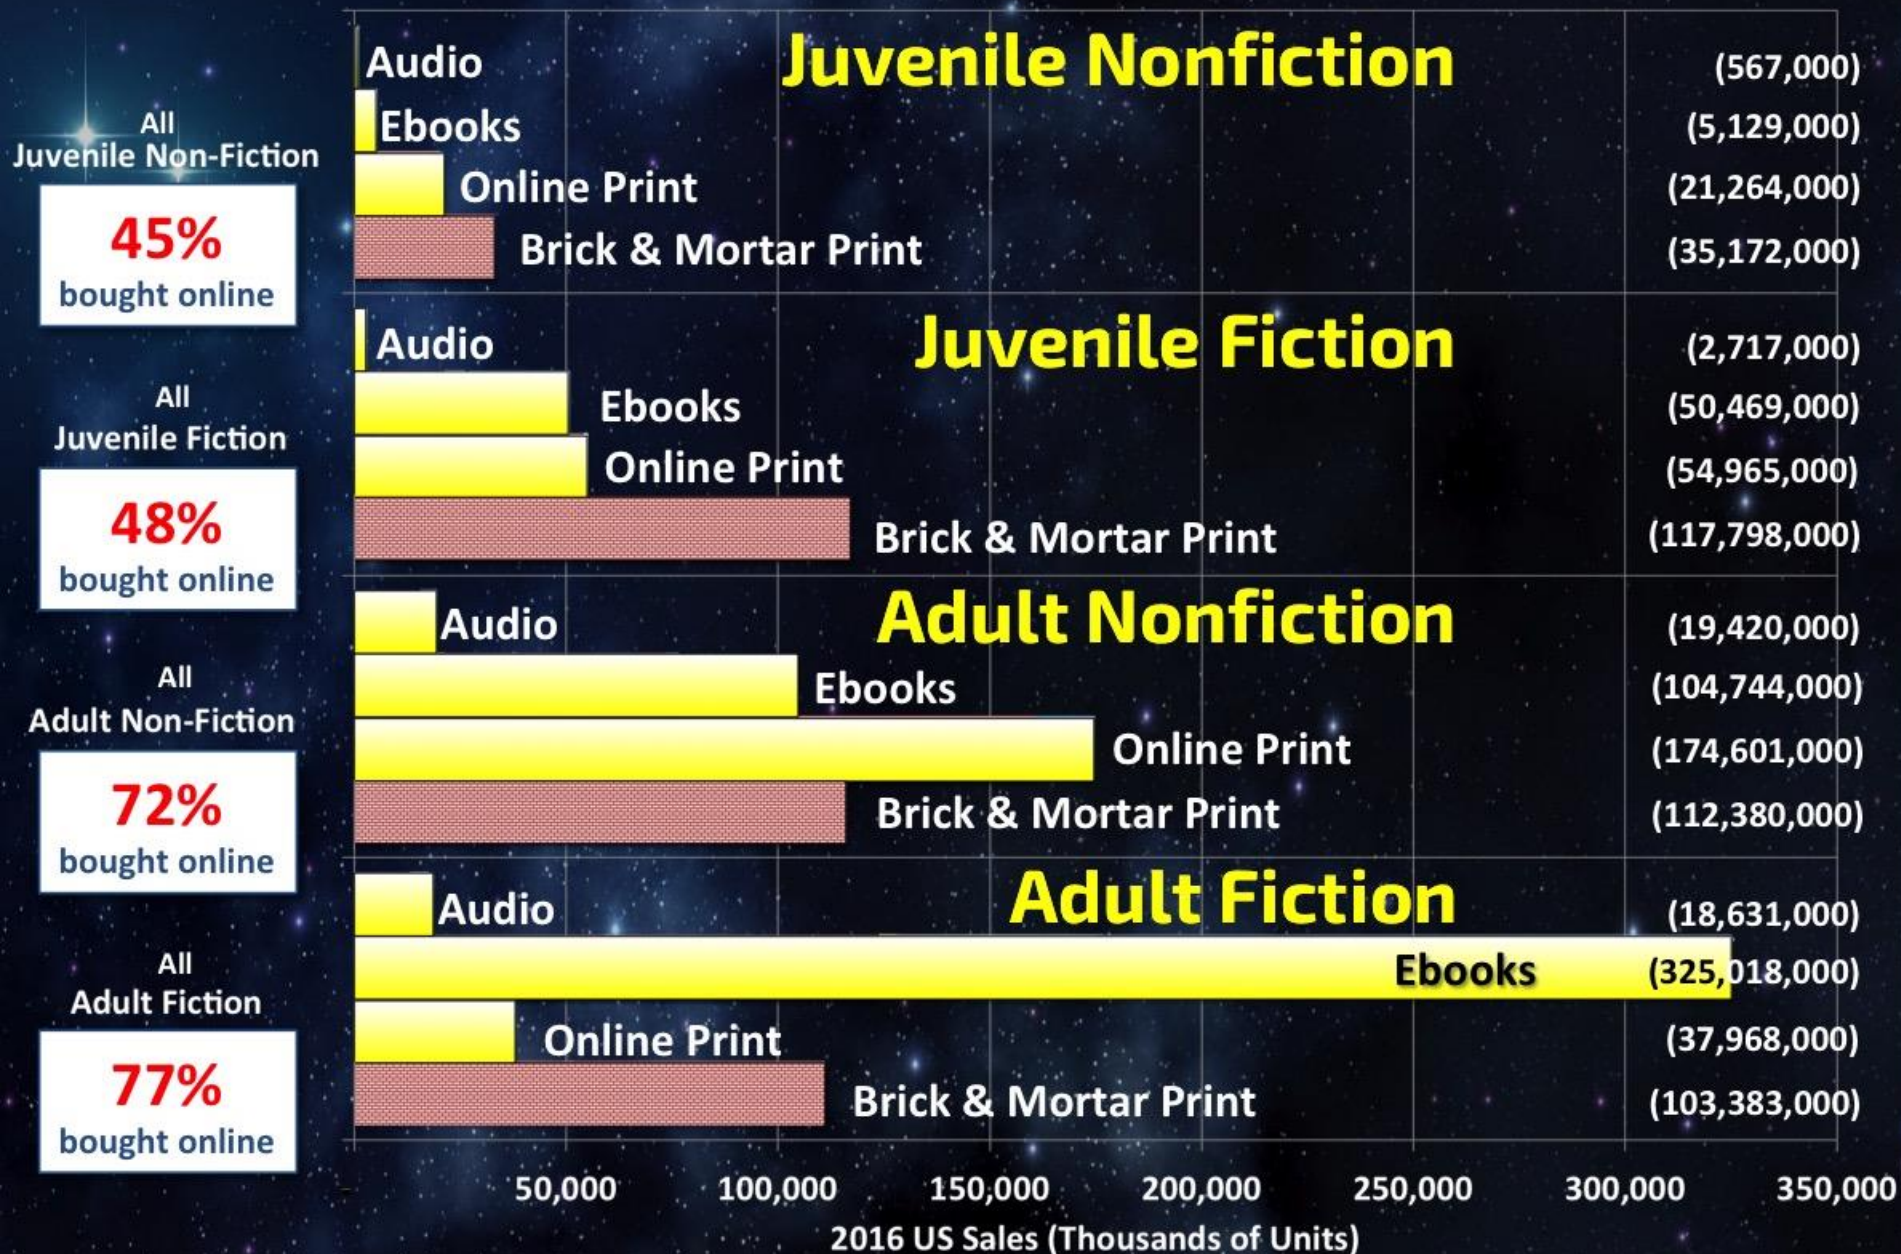 Juvenile Nonfiction
All
Juvenile Non-Fiction
45%
bought online
Audio (567,000)
Ebooks (5,129,000)
Online Print (21,264,000)
Brick & Mortar Print (35,172,000)
Juvenile Fiction
All
Juvenile Fiction
48%
bought online
Audio (2,717,000)
Ebooks (50,469,000)
Online Print (54,965,000)
Brick & Mortar Print (117,798,000)
Adult Nonfiction
All
Adult Non-Fiction
72%
bought online
Audio (19,420,000)
Ebooks (104,744,000)
Online Print (174,601,000)
Brick & Mortar Print (112,380,000)
Adult Fiction
All
Adult Fiction
77%
bought online
Audio (18,631,000)
Ebooks (325,018,000)
Online Print (37,968,000)
Brick & Mortar Print (103,383,000)
50,000 100,000 150,000 200,000 250,000 300,000 350,000
2016 US Sales (Thousands of Units)